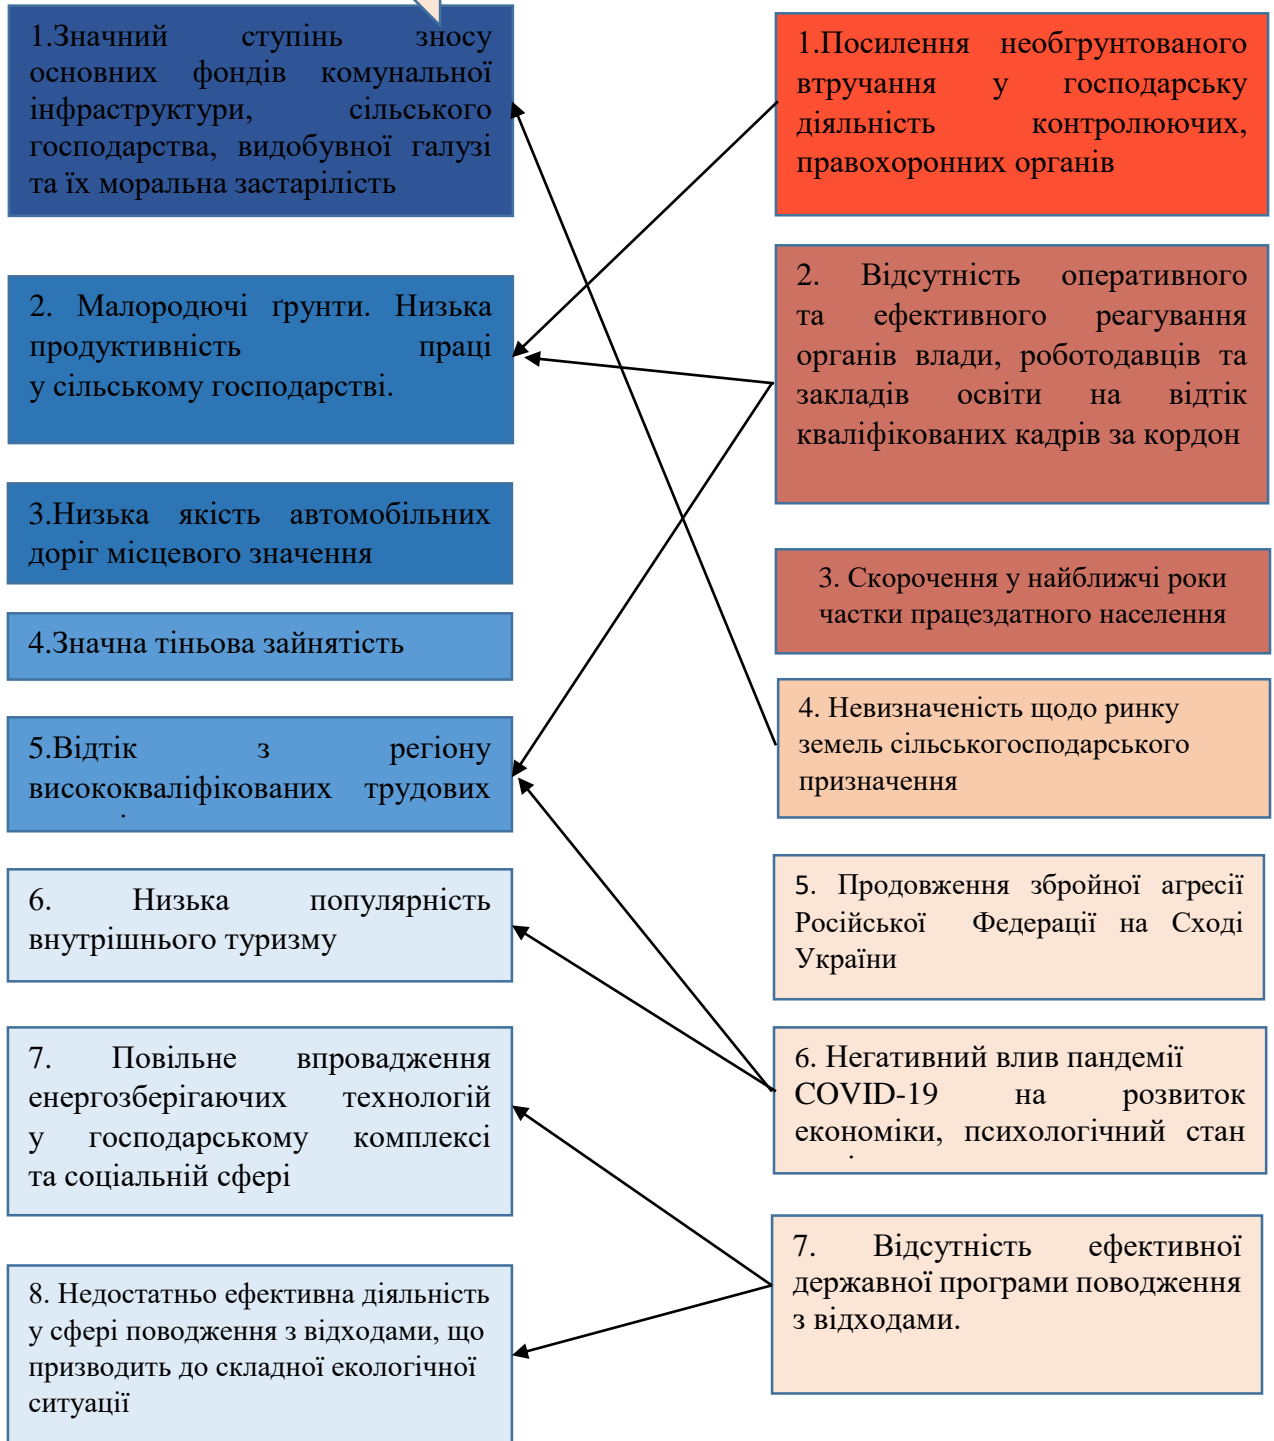 1.Значний ступінь зносу
основних фондів комунальної
інфраструктури, сільського
господарства, видобувної галузі
та їх моральна застарілість
2. Малородючі ґрунти. Низька
продуктивність праці
у сільському господарстві.
3.Низька якість автомобільних
доріг місцевого значення
4.Значна тіньова зайнятість
5.Відтік з регіону
висококваліфікованих трудових
6. Низька популярність
внутрішнього туризму
7. Повільне впровадження
енергозберігаючих технологій
у господарському комплексі
та соціальній сфері
8. Недостатньо ефективна діяльність
у сфері поводження з відходами, що
призводить до складної екологічної
ситуації
1.Посилення необгрунтованого
втручання у господарську
діяльність контролюючих,
правохоронних органів
2. Відсутність оперативного
та ефективного реагування
органів влади, роботодавців та
закладів освіти на відтік
кваліфікованих кадрів за кордон
3. Скорочення у найближчі роки
частки працездатного населення
4. Невизначеність щодо ринку
земель сільськогосподарського
призначення
5. Продовження збройної агресії
Російської Федерації на Сході
України
6. Негативний влив пандемії
COVID-19 на розвиток
економіки, психологічний стан
7. Відсутність ефективної
державної програми поводження
з відходами.